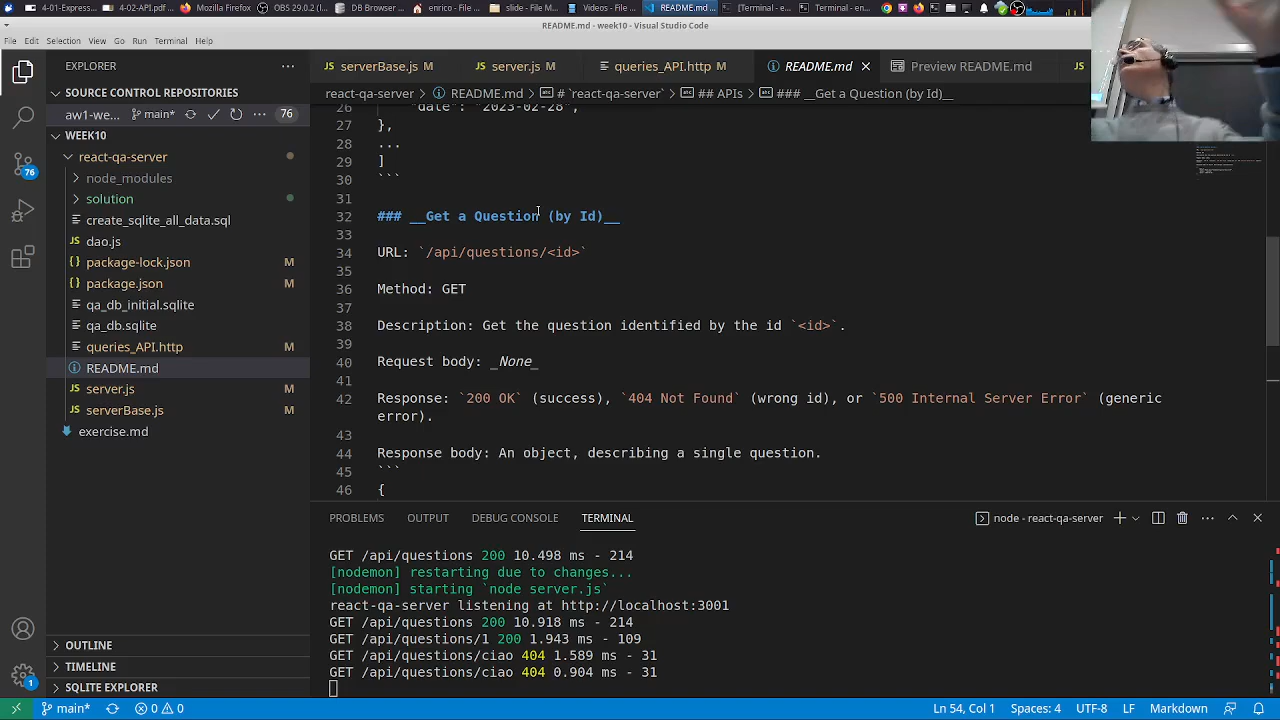 4-01-Express...
4-02-API.pdf ...
Mozilla Firefox
OBS 29.0.2 (...
DB Browser ...
enrico - File ...
slide - File M...
Videos - File...
README.md...
[Terminal - e...
Terminal - en...
README.md - week10 - Visual Studio Code
File Edit Selection View Go Run Terminal Help
EXPLORER
serverBase.js M
server.js M
queries_API.http M
README.md
Preview README.md
SOURCE CONTROL REPOSITORIES
aw1-we... main* 76
WEEK10
react-qa-server
node_modules
solution
create_sqlite_all_data.sql
dao.js
package-lock.json M
package.json M
qa_db_initial.sqlite
qa_db.sqlite
queries_API.http M
README.md
server.js M
serverBase.js M
exercise.md
OUTLINE
TIMELINE
SQLITE EXPLORER
76
1
react-qa-server > README.md > # `react-qa-server` > ## APIs > ### __Get a Question (by Id)__
26 "date": "2023-02-28",
27 },
28 ...
29 ]
30 ```
31
32 ### __Get a Question (by Id)__
33
34 URL: `/api/questions/<id>`
35
36 Method: GET
37
38 Description: Get the question identified by the id `<id>`.
39
40 Request body: _None_
41
42 Response: `200 OK` (success), `404 Not Found` (wrong id), or `500 Internal Server Error` (generic
error).
43
44 Response body: An object, describing a single question.
45 ```
46 {
PROBLEMS OUTPUT DEBUG CONSOLE TERMINAL
node - react-qa-server
GET /api/questions 200 10.498 ms - 214
[nodemon] restarting due to changes...
[nodemon] starting `node server.js`
react-qa-server listening at http://localhost:3001
GET /api/questions 200 10.918 ms - 214
GET /api/questions/1 200 1.943 ms - 109
GET /api/questions/ciao 404 1.589 ms - 31
GET /api/questions/ciao 404 0.904 ms - 31
main* 0 0
Ln 54, Col 1 Spaces: 4 UTF-8 LF Markdown